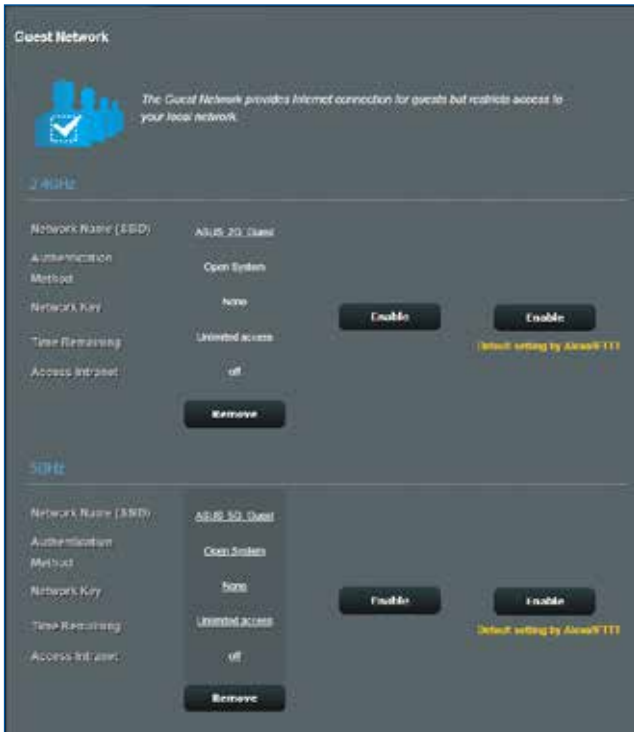 Guest Network
The Guest Network provides Internet connection for guests but restricts access to
your local network.
2.4GHz
Network Name (SSID)
ASUS_2G_Guest
Authentication
Method
Open System
Network Key
None
Time Remaining
Unlimited access
Access Intranet
off
Remove
Enable
Enable
Default setting by Alexa/IFTTT
5GHz
Network Name (SSID)
ASUS_5G_Guest
Authentication
Method
Open System
Network Key
None
Time Remaining
Unlimited access
Access Intranet
off
Remove
Enable
Enable
Default setting by Alexa/IFTTT